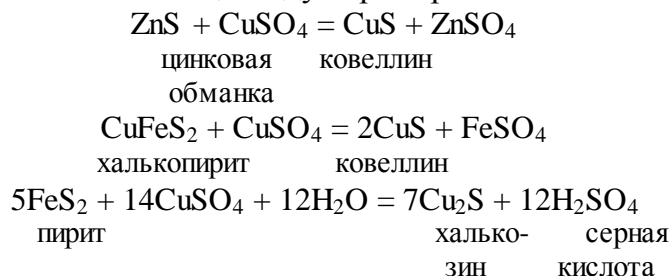 ZnS + CuSO₄ = CuS + ZnSO₄
цинковая ковеллин
обманка
CuFeS₂ + CuSO₄ = 2CuS + FeSO₄
халькопирит ковеллин
5FeS₂ + 14CuSO₄ + 12H₂O = 7Cu₂S + 12H₂SO₄
пирит халько- серная
зин кислота